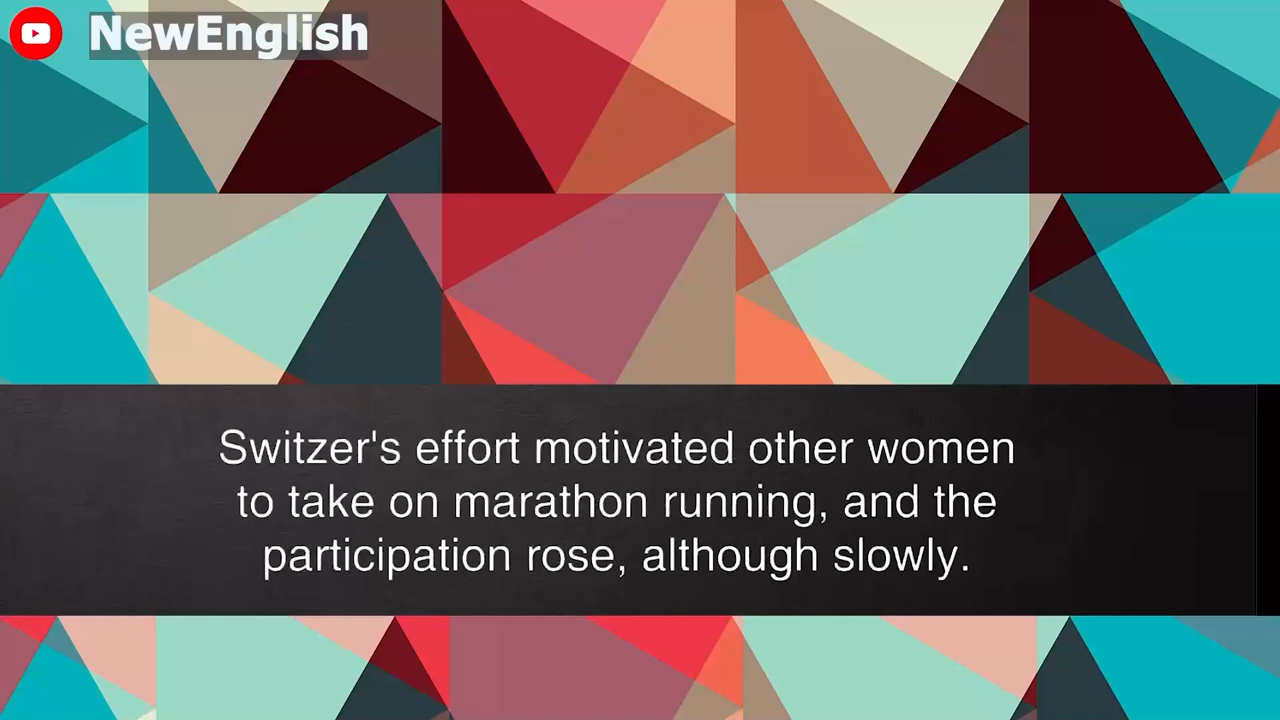 NewEnglish
Switzer's effort motivated other women
to take on marathon running, and the
participation rose, although slowly.